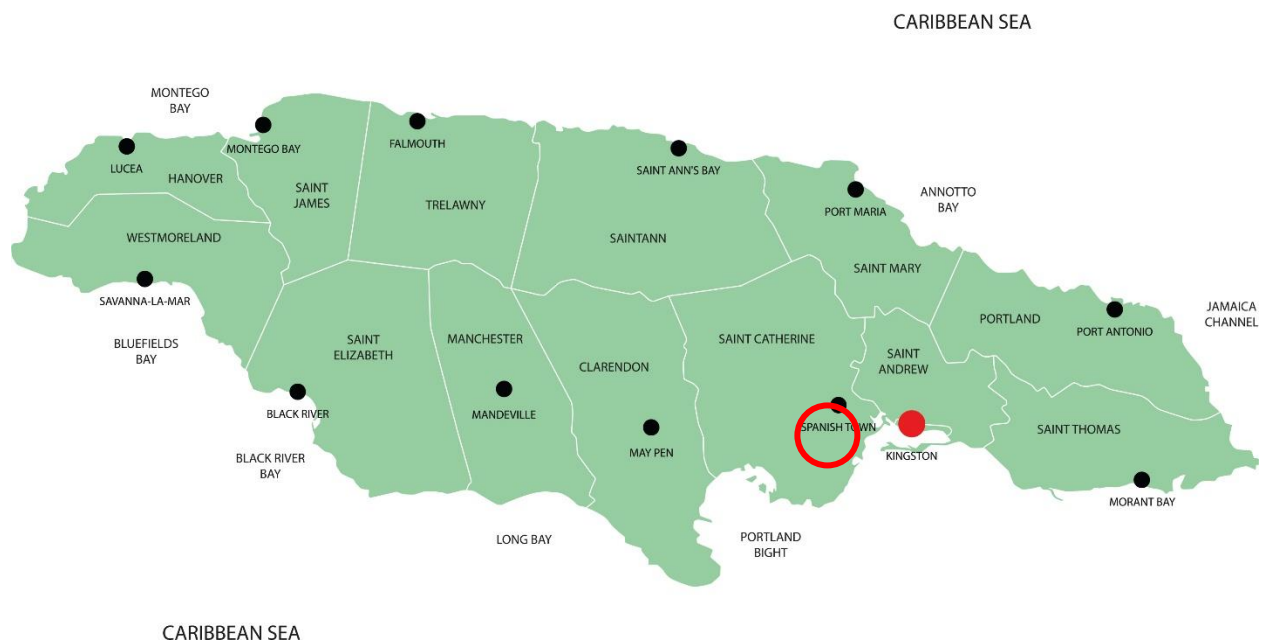 CARIBBEAN SEA
MONTEGO
BAY
MONTEGO BAY
FALMOUTH
LUCEA
HANOVER
SAINT
JAMES
TRELAWNY
SAINT ANN'S BAY
SAINTANN
PORT MARIA
ANNOTTO
BAY
SAINT MARY
WESTMORELAND
SAVANNA-LA-MAR
BLUEFIELDS
BAY
SAINT
ELIZABETH
MANCHESTER
CLARENDON
SAINT CATHERINE
SAINT
ANDREW
PORTLAND
PORT ANTONIO
JAMAICA
CHANNEL
BLACK RIVER
MANDEVILLE
MAY PEN
SPANISH TOWN
KINGSTON
SAINT THOMAS
MORANT BAY
BLACK RIVER
BAY
LONG BAY
PORTLAND
BIGHT
CARIBBEAN SEA